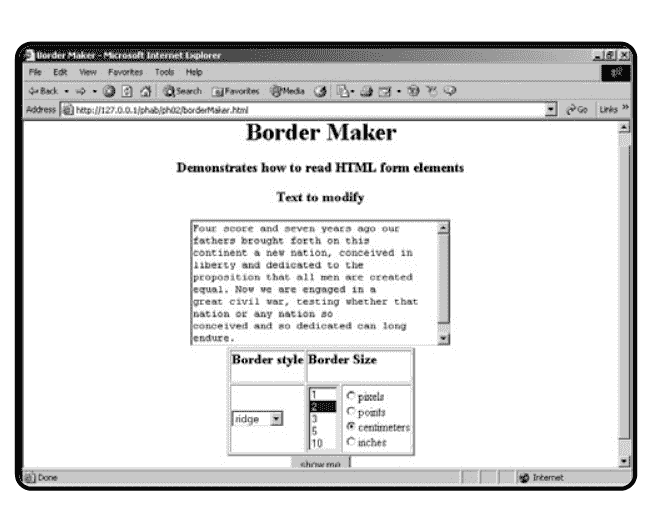 Border Maker - Microsoft Internet Explorer
File Edit View Favorites Tools Help
Back Search Favorites Media
Address http://127.0.0.1/phab/ph02/borderMaker.html Go Links »
Border Maker
Demonstrates how to read HTML form elements
Text to modify
Four score and seven years ago our
fathers brought forth on this
continent a new nation, conceived in
liberty and dedicated to the
proposition that all men are created
equal. Now we are engaged in a
great civil war, testing whether that
nation or any nation so
conceived and so dedicated can long
endure.
Border style Border Size
ridge
1
2
3
5
10
pixels
points
centimeters
inches
show me
Done Internet